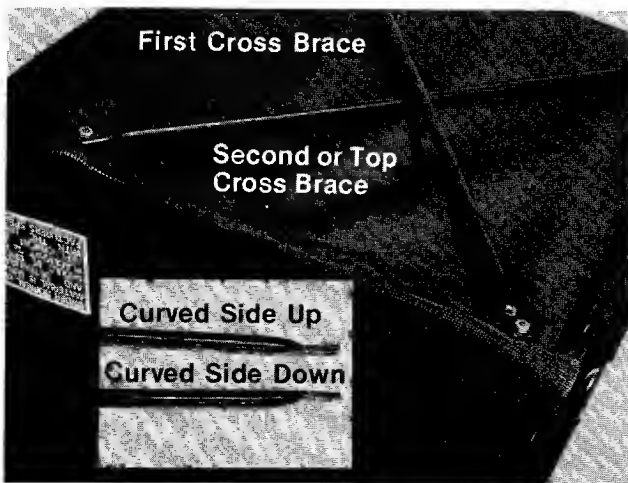 First Cross Brace
Second or Top
Cross Brace
Curved Side Up
Curved Side Down